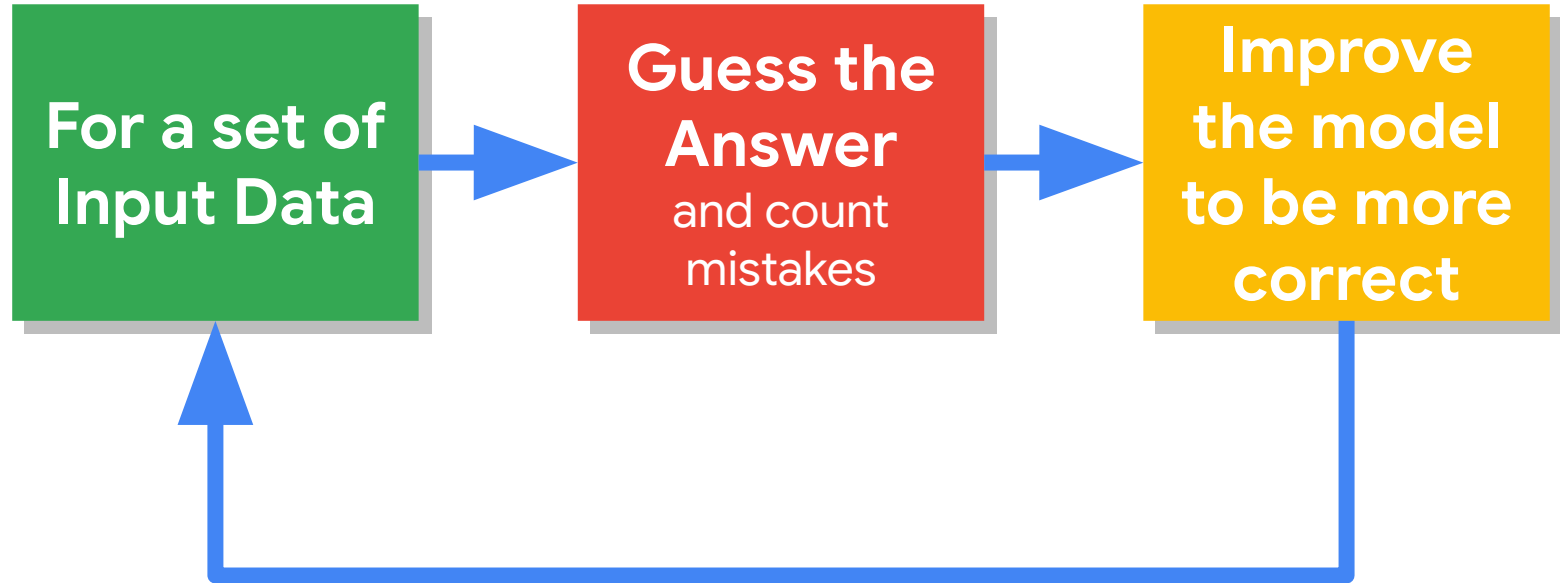 For a set of
Input Data
Guess the
Answer
and count
mistakes
Improve
the model
to be more
correct